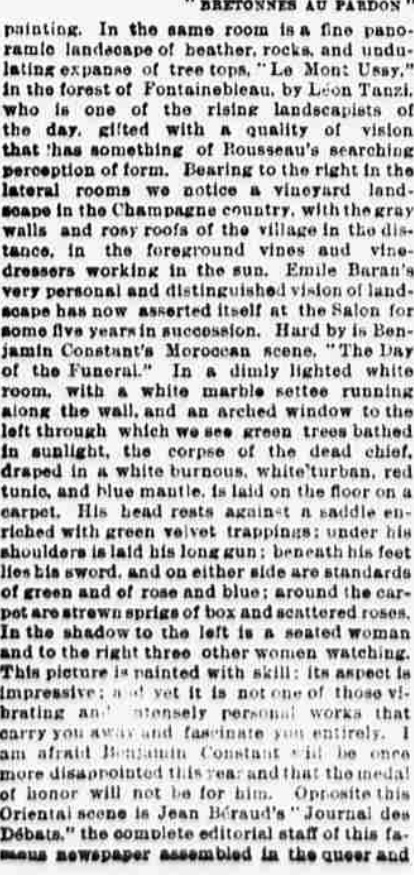 " BRETONNES AU PARDON "
painting. In the same room is a fine pano-
ramic landscape of heather, rocks, and undu-
lating expanse of tree tops, "Le Mont Ussy,"
in the forest of Fontainebleau, by Léon Tanzi,
who is one of the rising landscapists of
the day, gifted with a quality of vision
that has something of Rousseau's searching
perception of form. Bearing to the right in the
lateral rooms we notice a vineyard land-
scape in the Champagne country, with the gray
walls and rosy roofs of the village in the dis-
tance, in the foreground vines and vine-
dressers working in the sun. Emile Baran's
very personal and distinguished vision of land-
scape has now asserted itself at the Salon for
some five years in succession. Hard by is Ben-
jamin Constant's Moroccan scene, "The Day
of the Funeral." In a dimly lighted white
room, with a white marble settee running
along the wall, and an arched window to the
left through which we see green trees bathed
in sunlight, the corpse of the dead chief,
draped in a white burnous, white turban, red
tunic, and blue mantle, is laid on the floor on a
carpet. His head rests against a saddle en-
riched with green velvet trappings; under his
shoulders is laid his long gun; beneath his feet
lies his sword, and on either side are standards
of green and of rose and blue; around the car-
pet are strewn sprigs of box and scattered roses.
In the shadow to the left is a seated woman
and to the right three other women watching.
This picture is painted with skill; its aspect is
impressive; and yet it is not one of those vi-
brating and intensely personal works that
carry you away and fascinate you entirely. I
am afraid Benjamin Constant will be once
more disappointed this year and that the medal
of honor will not be for him. Opposite this
Oriental scene is Jean Béraud's "Journal des
Débats," the complete editorial staff of this fa-
mous newspaper assembled in the queer and